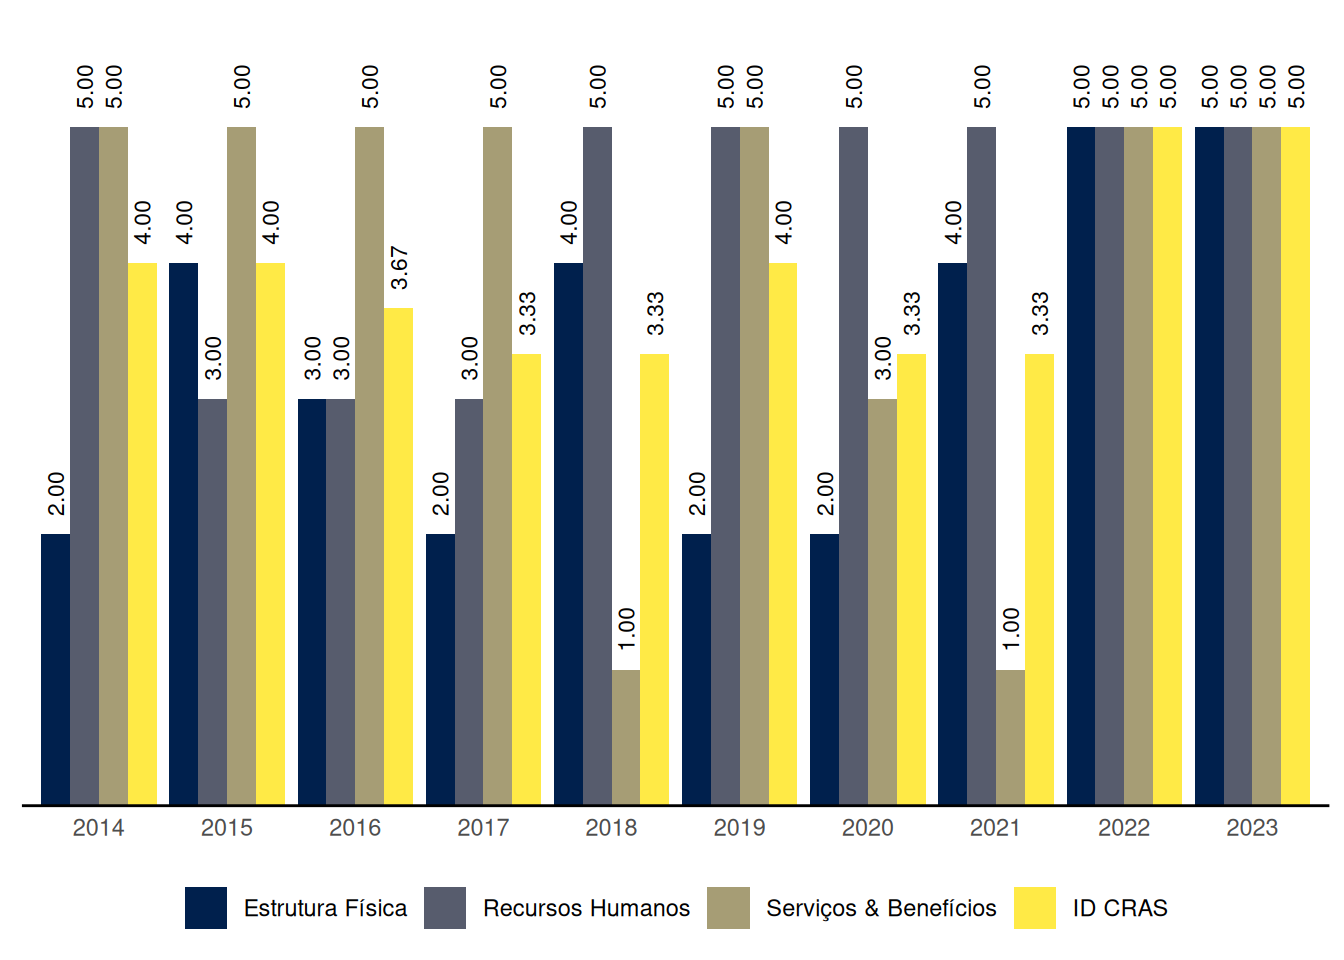 5.00 5.00 5.00 5.00 5.00 5.00 5.00 5.00 5.00 5.00 5.00 5.00 5.00 5.00 5.00 5.00 5.00 5.00
4.00 4.00 4.00 4.00 4.00 4.00
3.67
3.33 3.33 3.33 3.33
3.00 3.00 3.00 3.00 3.00
2.00 2.00 2.00 2.00
1.00 1.00
2014 2015 2016 2017 2018 2019 2020 2021 2022 2023
Estrutura Física Recursos Humanos Serviços & Benefícios ID CRAS